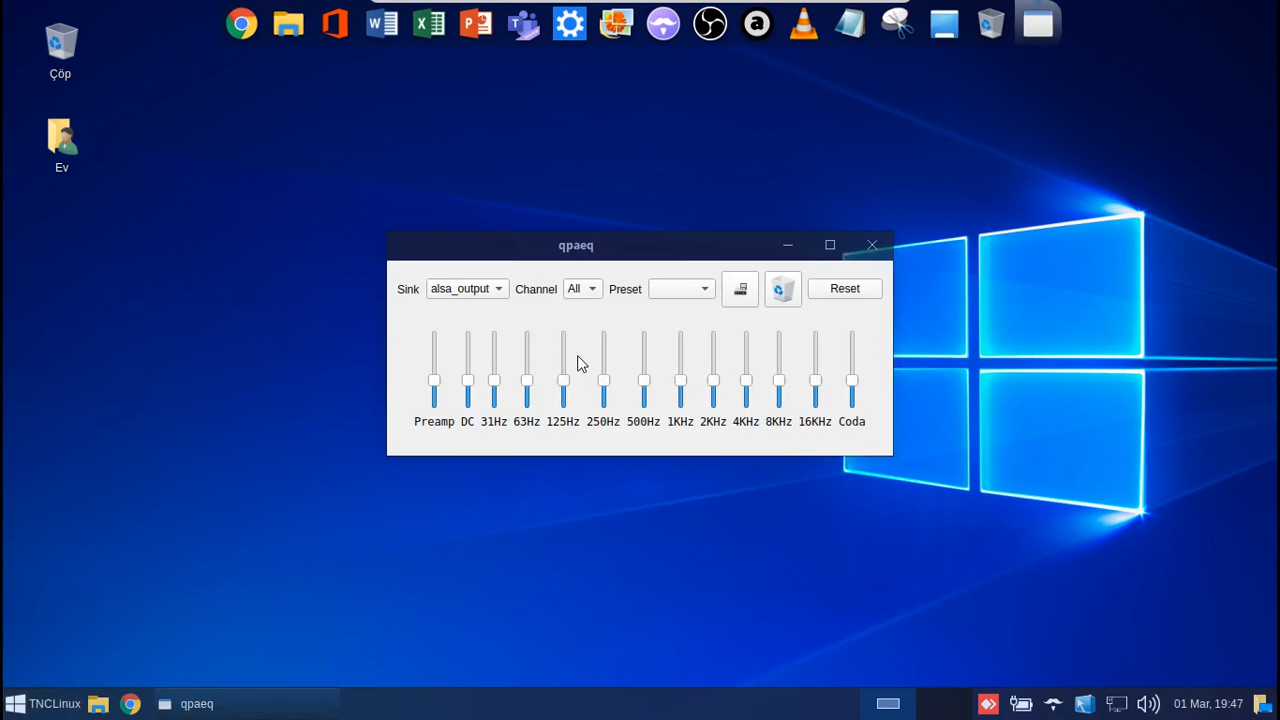 Çöp
Ev
qpaeq
Sink alsa_output Channel All Preset Reset
Preamp DC 31Hz 63Hz 125Hz 250Hz 500Hz 1KHz 2KHz 4KHz 8KHz 16KHz Coda
TNCLinux qpaeq 01 Mar, 19:47